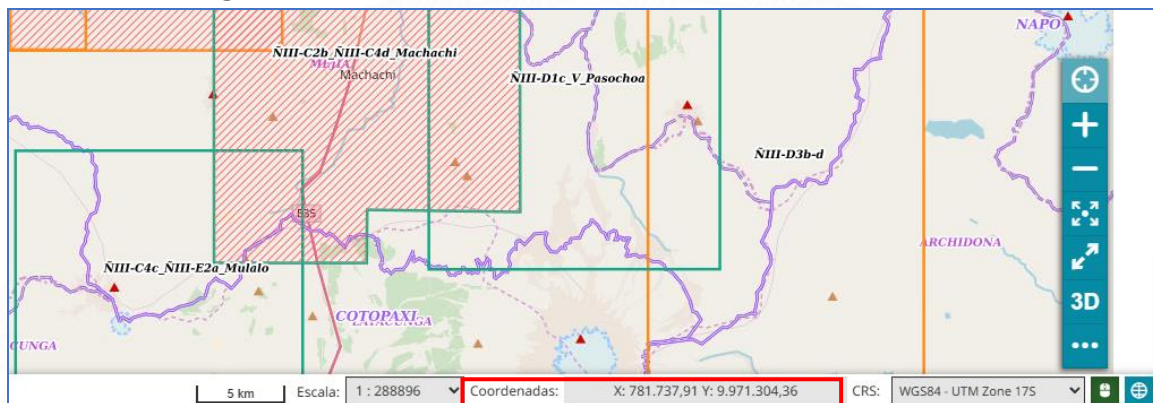 NAPO
ÑIII-C2b_ÑIII-C4d_Machachi
MEJIA
Machachi
ÑIII-D1c_V_Pasochoa
ÑIII-D3b-d
E35
ARCHIDONA
ÑIII-C4c_ÑIII-E2a_Mulalo
3D
COTOPAXI
LATACUNGA
CUNGA
5 km Escala: 1 : 288896 Coordenadas: X: 781.737,91 Y: 9.971.304,36 CRS: WGS84 - UTM Zone 17S